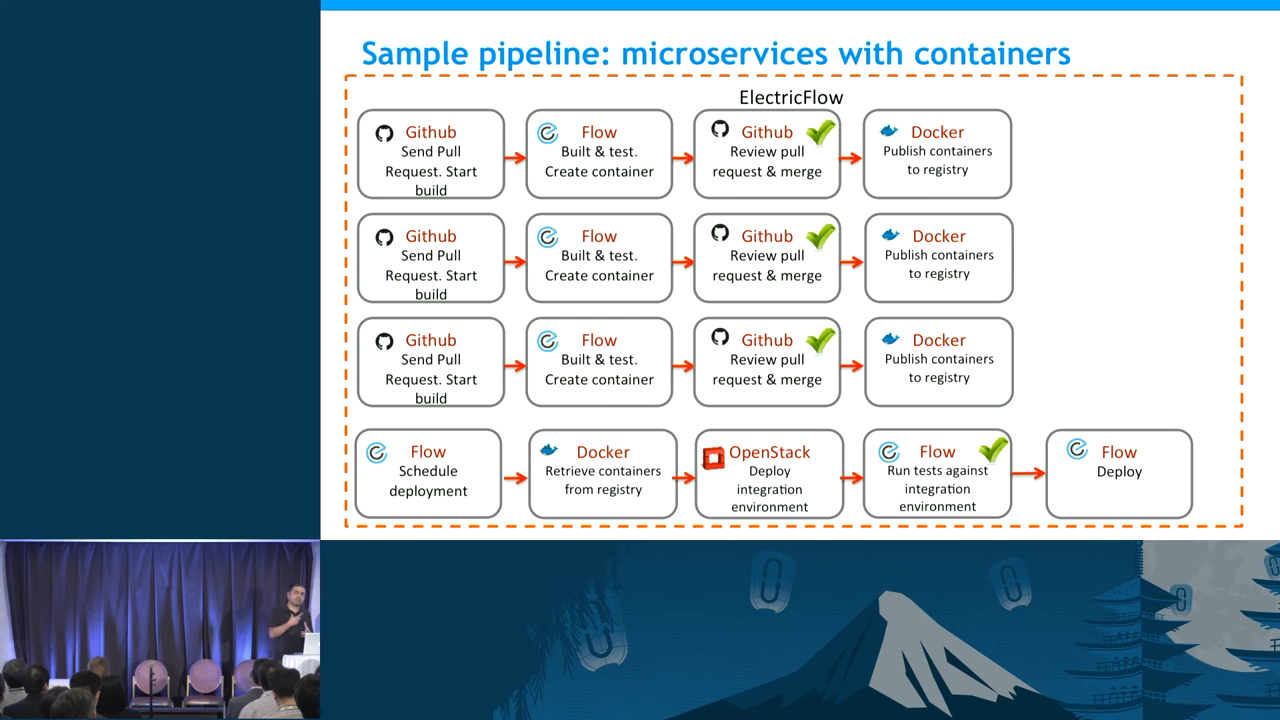 Sample pipeline: microservices with containers
ElectricFlow
Github
Send Pull
Request. Start
build
Flow
Built & test.
Create container
Github
Review pull
request & merge
Docker
Publish containers
to registry
Github
Send Pull
Request. Start
build
Flow
Built & test.
Create container
Github
Review pull
request & merge
Docker
Publish containers
to registry
Github
Send Pull
Request. Start
build
Flow
Built & test.
Create container
Github
Review pull
request & merge
Docker
Publish containers
to registry
Flow
Schedule
deployment
Docker
Retrieve containers
from registry
OpenStack
Deploy
integration
environment
Flow
Run tests against
integration
environment
Flow
Deploy